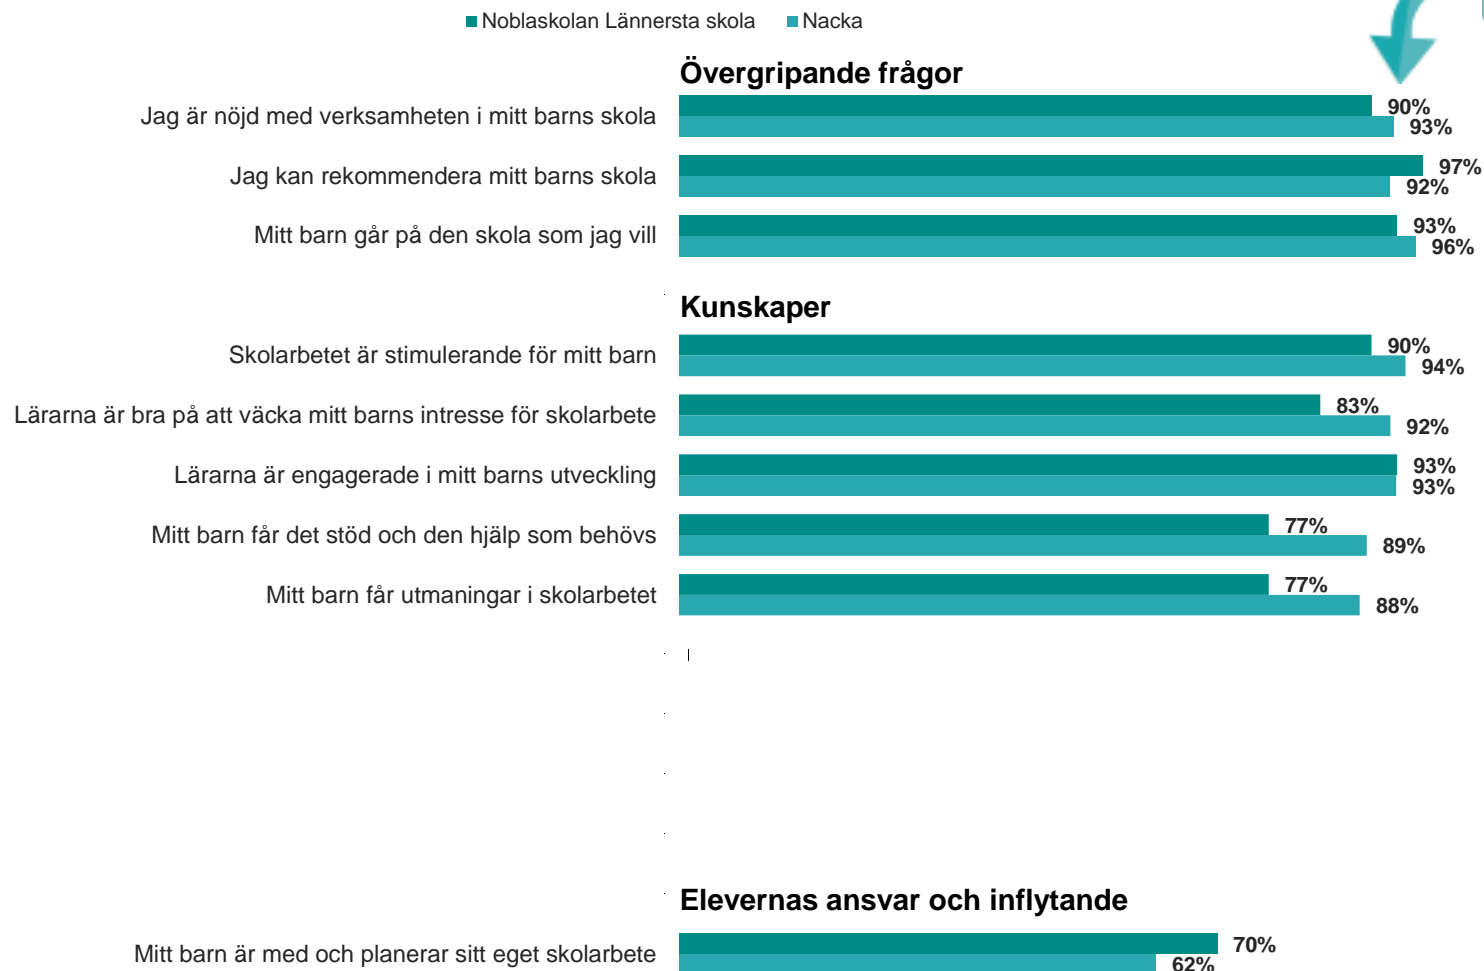 Noblaskolan Lännersta skola Nacka
Övergripande frågor
Jag är nöjd med verksamheten i mitt barns skola 90%
93%
Jag kan rekommendera mitt barns skola 97%
92%
Mitt barn går på den skola som jag vill 93%
96%
Kunskaper
Skolarbetet är stimulerande för mitt barn 90%
94%
Lärarna är bra på att väcka mitt barns intresse för skolarbete 83%
92%
Lärarna är engagerade i mitt barns utveckling 93%
93%
Mitt barn får det stöd och den hjälp som behövs 77%
89%
Mitt barn får utmaningar i skolarbetet 77%
88%
Elevernas ansvar och inflytande
Mitt barn är med och planerar sitt eget skolarbete 70%
62%